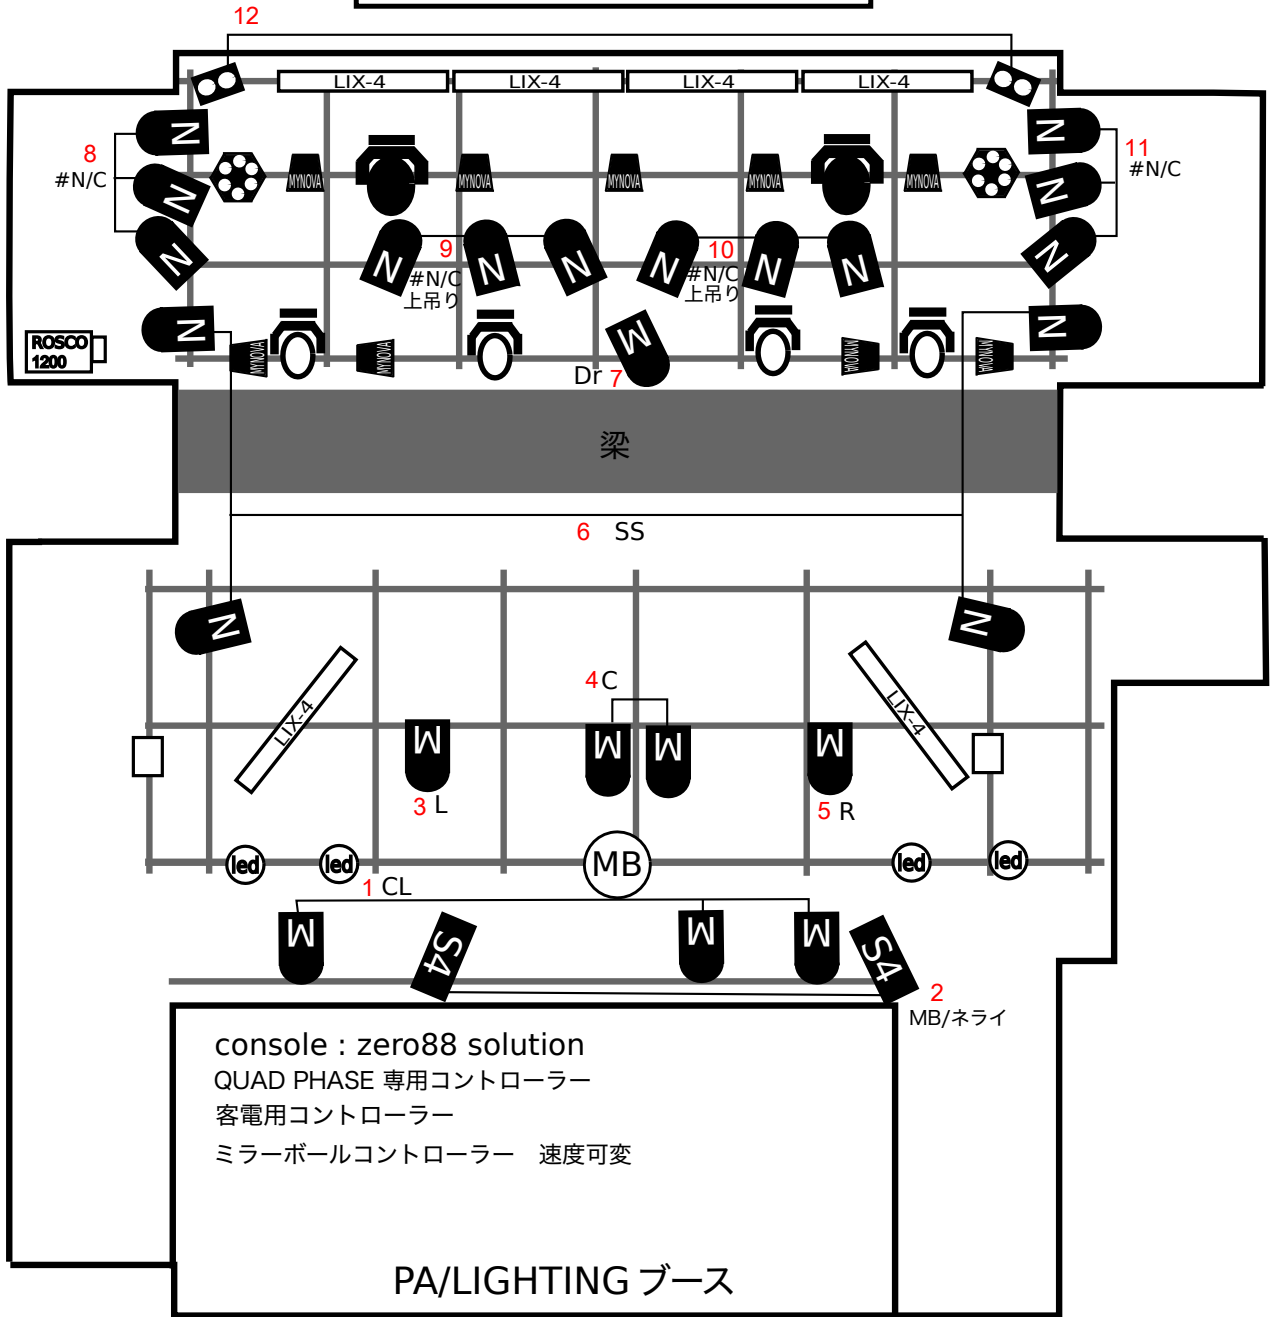 12
LIX-4 LIX-4 LIX-4 LIX-4
N N
8 11
#N/C #N/C
N MYNOVA MYNOVA MYNOVA MYNOVA MYNOVA N
N N N N N N N N
9 10
#N/C #N/C
上吊り 上吊り
N N
ROSCO
1200
MYNOVA MYNOVA M MYNOVA MYNOVA
Dr 7
梁
6 SS
N N
LIX-4 LIX-4
4 C
M M M M
3 L 5 R
led led MB led led
1 CL
M M M
S4 S4
2
MB/ネライ
console : zero88 solution
QUAD PHASE 専用コントローラー
客電用コントローラー
ミラーボールコントローラー 速度可変
PA/LIGHTING ブース